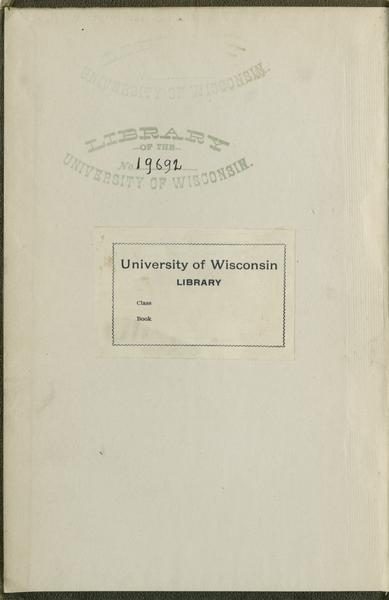 UNIVERSITY OF WISCONSIN.
LIBRARY
OF THE
No. 19692
UNIVERSITY OF WISCONSIN.
University of Wisconsin
LIBRARY
Class
Book